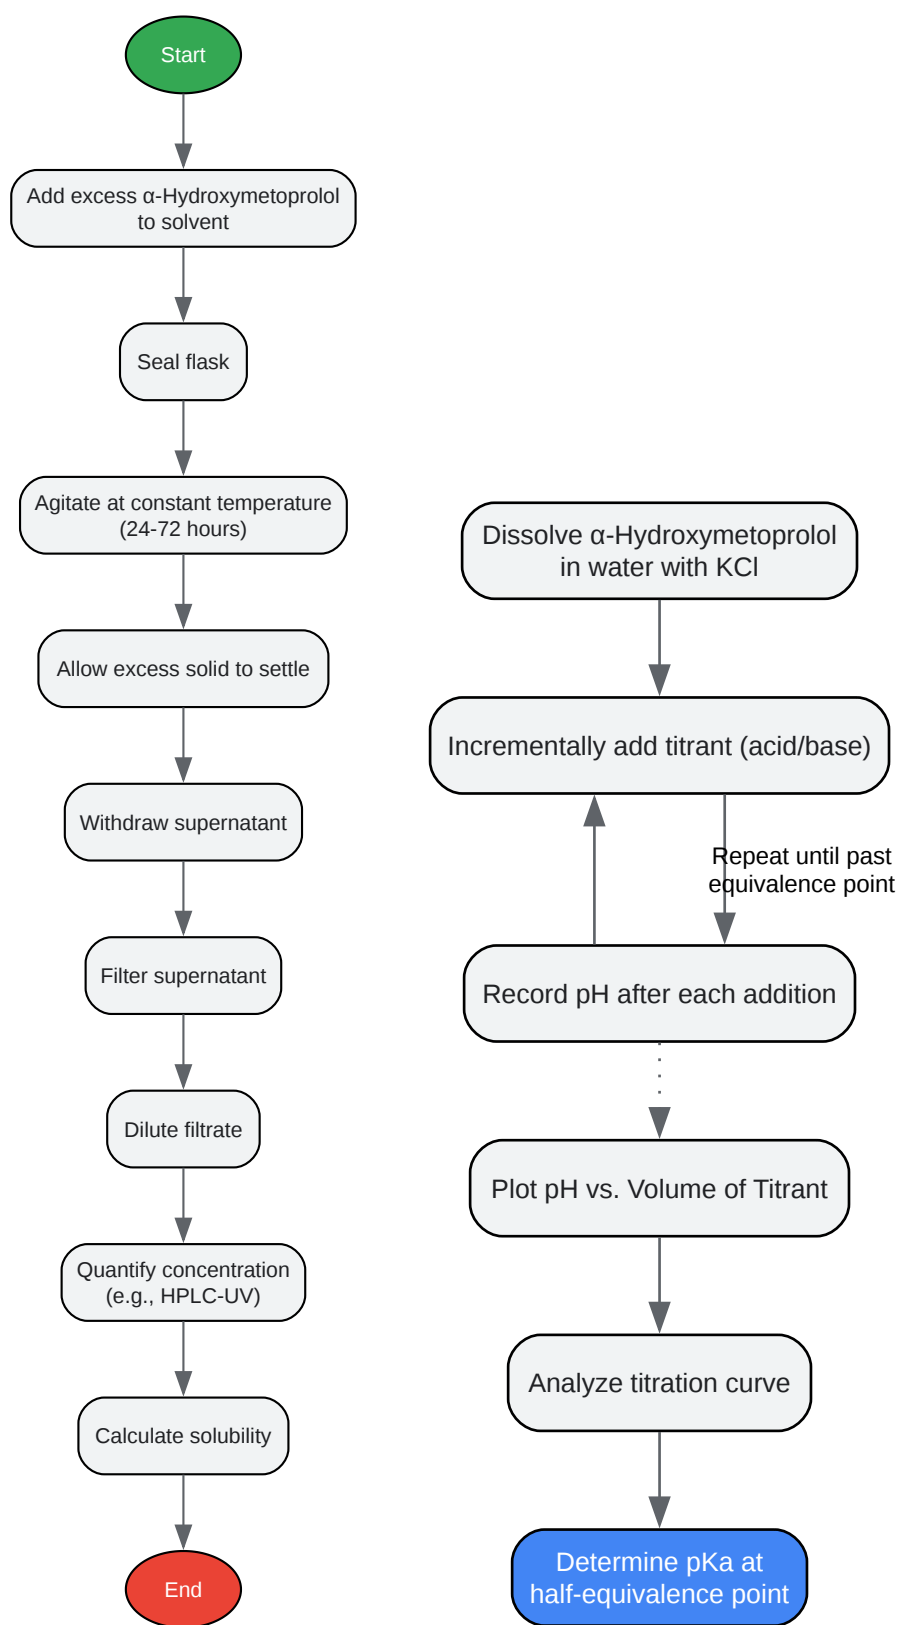 Start
Add excess α-Hydroxymetoprolol
to solvent
Seal flask
Agitate at constant temperature
(24-72 hours)
Allow excess solid to settle
Withdraw supernatant
Filter supernatant
Dilute filtrate
Quantify concentration
(e.g., HPLC-UV)
Calculate solubility
End
Dissolve α-Hydroxymetoprolol
in water with KCl
Incrementally add titrant (acid/base)
Repeat until past
equivalence point
Record pH after each addition
Plot pH vs. Volume of Titrant
Analyze titration curve
Determine pKa at
half-equivalence point